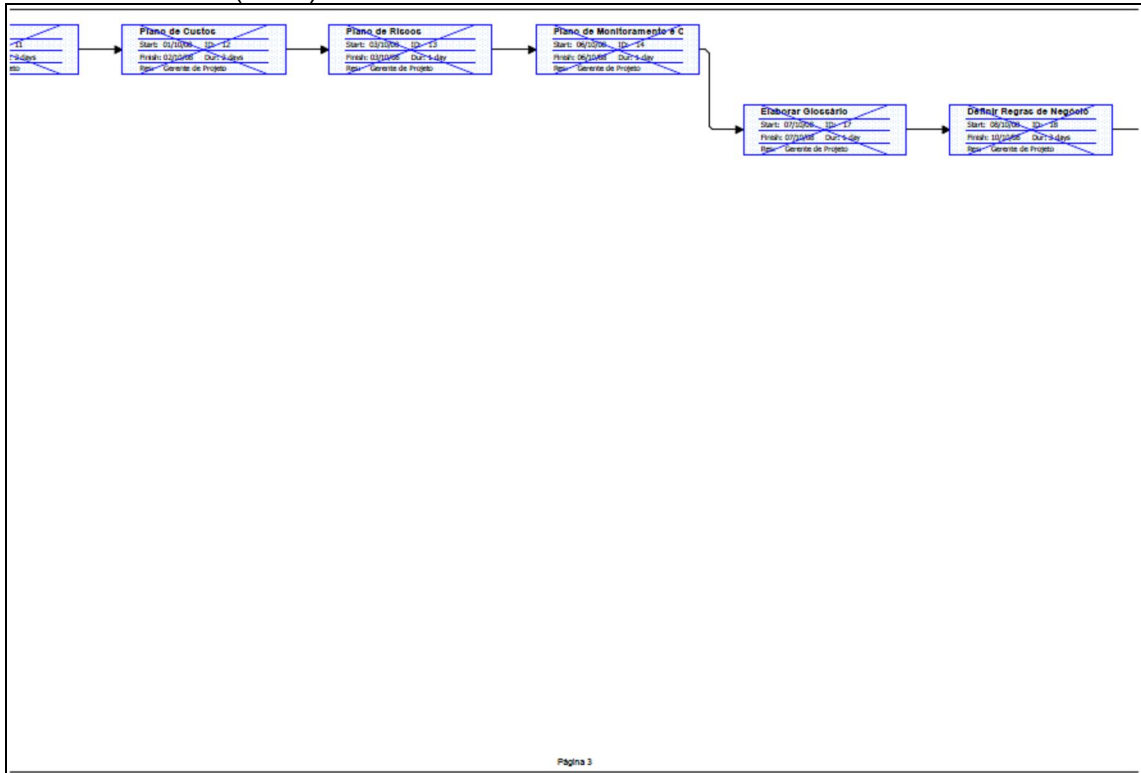 11
: 2 days
Plano de Custos
Start: 01/10/08 ID: 12
Finish: 02/10/08 Dur: 2 days
Res: Gerente de Projeto
Plano de Riscos
Start: 03/10/08 ID: 13
Finish: 03/10/08 Dur: 1 day
Res: Gerente de Projeto
Plano de Monitoramento e C
Start: 06/10/08 ID: 14
Finish: 06/10/08 Dur: 1 day
Res: Gerente de Projeto
Elaborar Glossário
Start: 07/10/08 ID: 17
Finish: 07/10/08 Dur: 1 day
Res: Gerente de Projeto
Definir Regras de Negócio
Start: 08/10/08 ID: 18
Finish: 10/10/08 Dur: 3 days
Res: Gerente de Projeto
Página 3